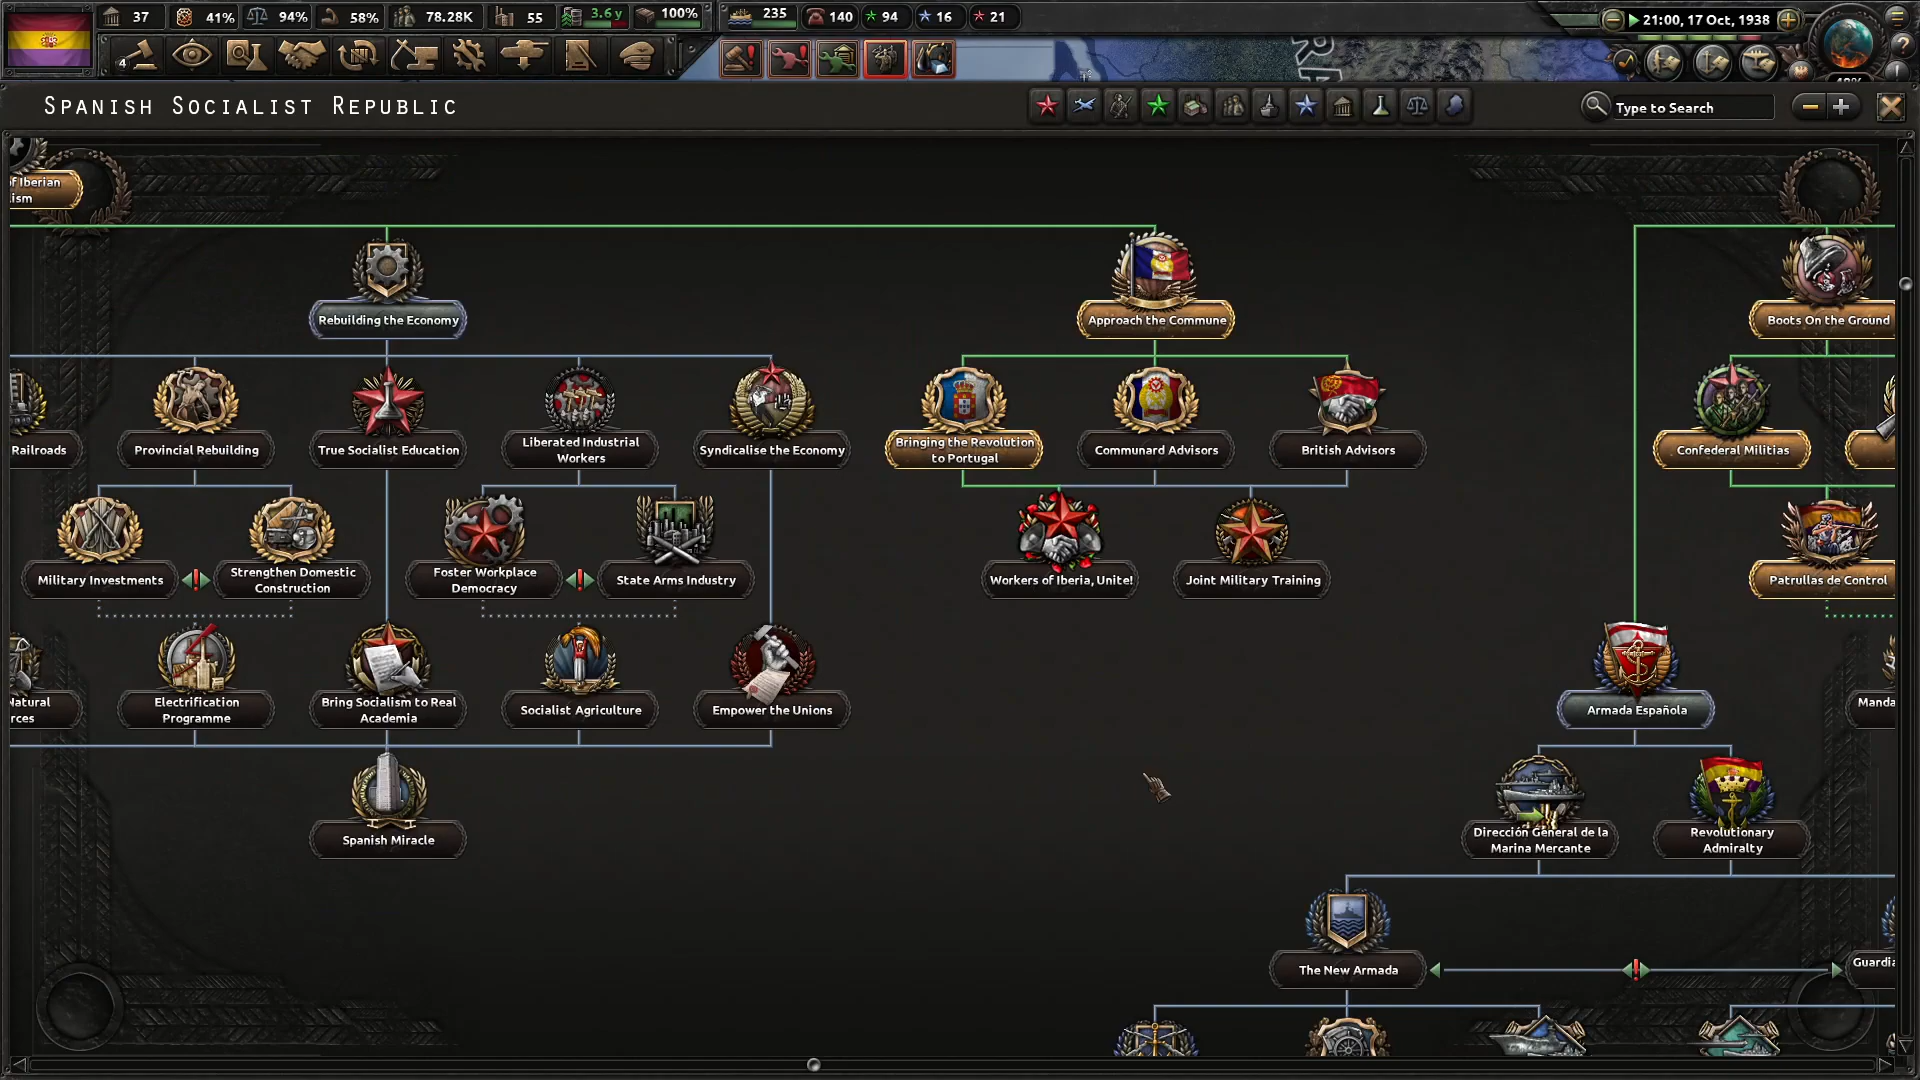 37
41%
94%
58%
78.28K
55
3.6 y
100%
235
140
94
16
21
21:00, 17 Oct, 1938
4
SPANISH SOCIALIST REPUBLIC
Type to Search
of Iberian
ism
Rebuilding the Economy
Approach the Commune
Boots On the Ground
Railroads
Provincial Rebuilding
True Socialist Education
Liberated Industrial
Workers
Syndicalise the Economy
Bringing the Revolution
to Portugal
Communard Advisors
British Advisors
Confederal Militias
Military Investments
Strengthen Domestic
Construction
Foster Workplace
Democracy
State Arms Industry
Workers of Iberia, Unite!
Joint Military Training
Patrullas de Control
Natural
rces
Electrification
Programme
Bring Socialism to Real
Academia
Socialist Agriculture
Empower the Unions
Armada Española
Manda
Spanish Miracle
Dirección General de la
Marina Mercante
Revolutionary
Admiralty
The New Armada
Guardia